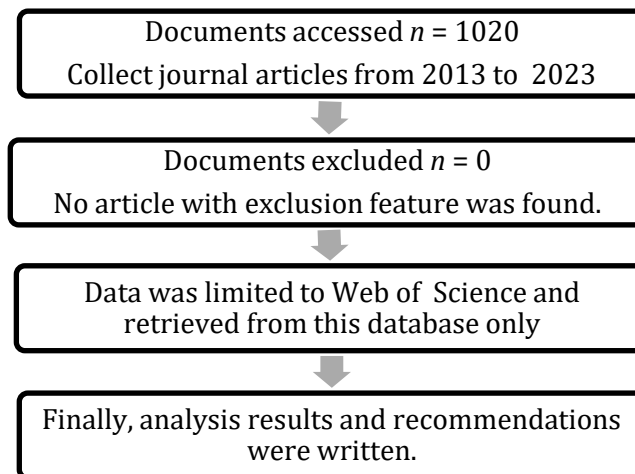 Documents accessed n = 1020
Collect journal articles from 2013 to 2023
Documents excluded n = 0
No article with exclusion feature was found.
Data was limited to Web of Science and
retrieved from this database only
Finally, analysis results and recommendations
were written.